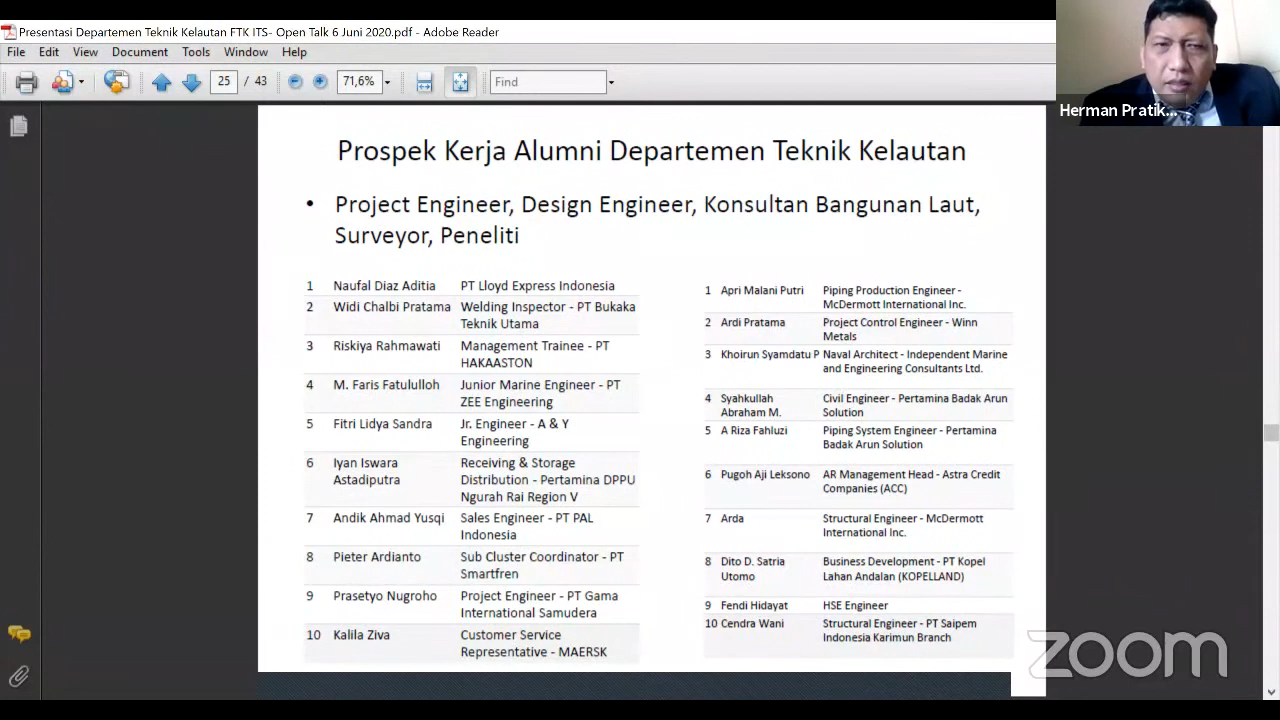 Presentasi Departemen Teknik Kelautan FTK ITS- Open Talk 6 Juni 2020.pdf - Adobe Reader
File Edit View Document Tools Window Help
25 / 43 71,6% Find
Herman Pratik...
Prospek Kerja Alumni Departemen Teknik Kelautan
• Project Engineer, Design Engineer, Konsultan Bangunan Laut,
Surveyor, Peneliti
1 Naufal Diaz Aditia PT Lloyd Express Indonesia
2 Widi Chalbi Pratama Welding Inspector - PT Bukaka
Teknik Utama
3 Riskiya Rahmawati Management Trainee - PT
HAKAASTON
4 M. Faris Fatululloh Junior Marine Engineer - PT
ZEE Engineering
5 Fitri Lidya Sandra Jr. Engineer - A & Y
Engineering
6 Iyan Iswara Receiving & Storage
Astadiputra Distribution - Pertamina DPPU
Ngurah Rai Region V
7 Andik Ahmad Yusqi Sales Engineer - PT PAL
Indonesia
8 Pieter Ardianto Sub Cluster Coordinator - PT
Smartfren
9 Prasetyo Nugroho Project Engineer - PT Gama
International Samudera
10 Kalila Ziva Customer Service
Representative - MAERSK
1 Apri Malani Putri Piping Production Engineer -
McDermott International Inc.
2 Ardi Pratama Project Control Engineer - Winn
Metals
3 Khoirun Syamdatu P Naval Architect - Independent Marine
and Engineering Consultants Ltd.
4 Syahkullah Civil Engineer - Pertamina Badak Arun
Abraham M. Solution
5 A Riza Fahluzi Piping System Engineer - Pertamina
Badak Arun Solution
6 Pugoh Aji Leksono AR Management Head - Astra Credit
Companies (ACC)
7 Arda Structural Engineer - McDermott
International Inc.
8 Dito D. Satria Business Development - PT Kopel
Utomo Lahan Andalan (KOPELLAND)
9 Fendi Hidayat HSE Engineer
10 Cendra Wani Structural Engineer - PT Saipem
Indonesia Karimun Branch
zoom